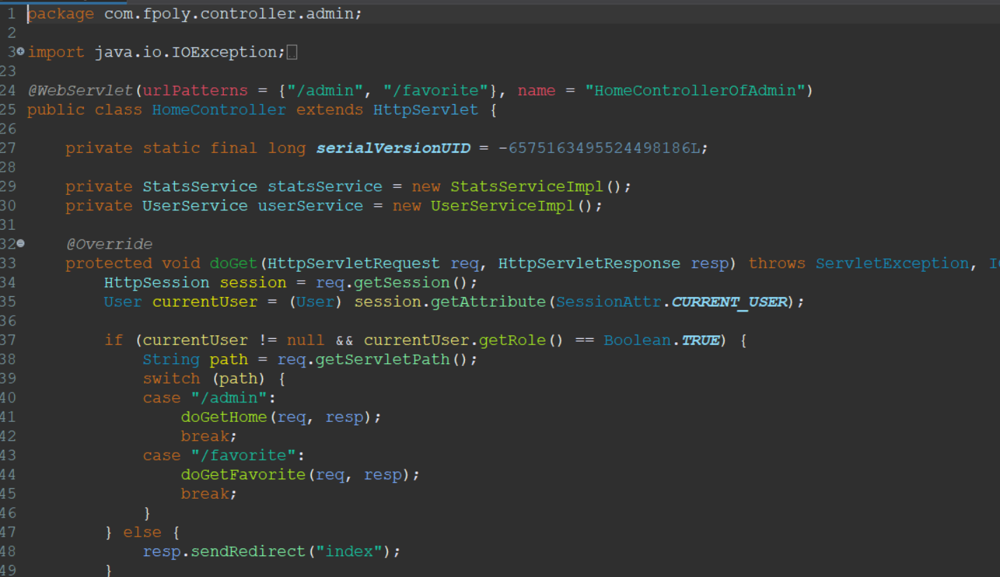 1 package com.fpoly.controller.admin;
2
3 import java.io.IOException;
23
24 @WebServlet(urlPatterns = {"/admin", "/favorite"}, name = "HomeControllerOfAdmin")
25 public class HomeController extends HttpServlet {
26
27 private static final long serialVersionUID = -6575163495524498186L;
28
29 private StatsService statsService = new StatsServiceImpl();
30 private UserService userService = new UserServiceImpl();
31
32 @Override
33 protected void doGet(HttpServletRequest req, HttpServletResponse resp) throws ServletException,
34 HttpSession session = req.getSession();
35 User currentUser = (User) session.getAttribute(SessionAttr.CURRENT_USER);
36
37 if (currentUser != null && currentUser.getRole() == Boolean.TRUE) {
38 String path = req.getServletPath();
39 switch (path) {
40 case "/admin":
41 doGetHome(req, resp);
42 break;
43 case "/favorite":
44 doGetFavorite(req, resp);
45 break;
46 }
47 } else {
48 resp.sendRedirect("index");
49 }